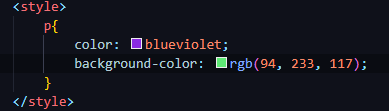 <style>
p{
color: blueviolet;
background-color: rgb(94, 233, 117);
}
</style>